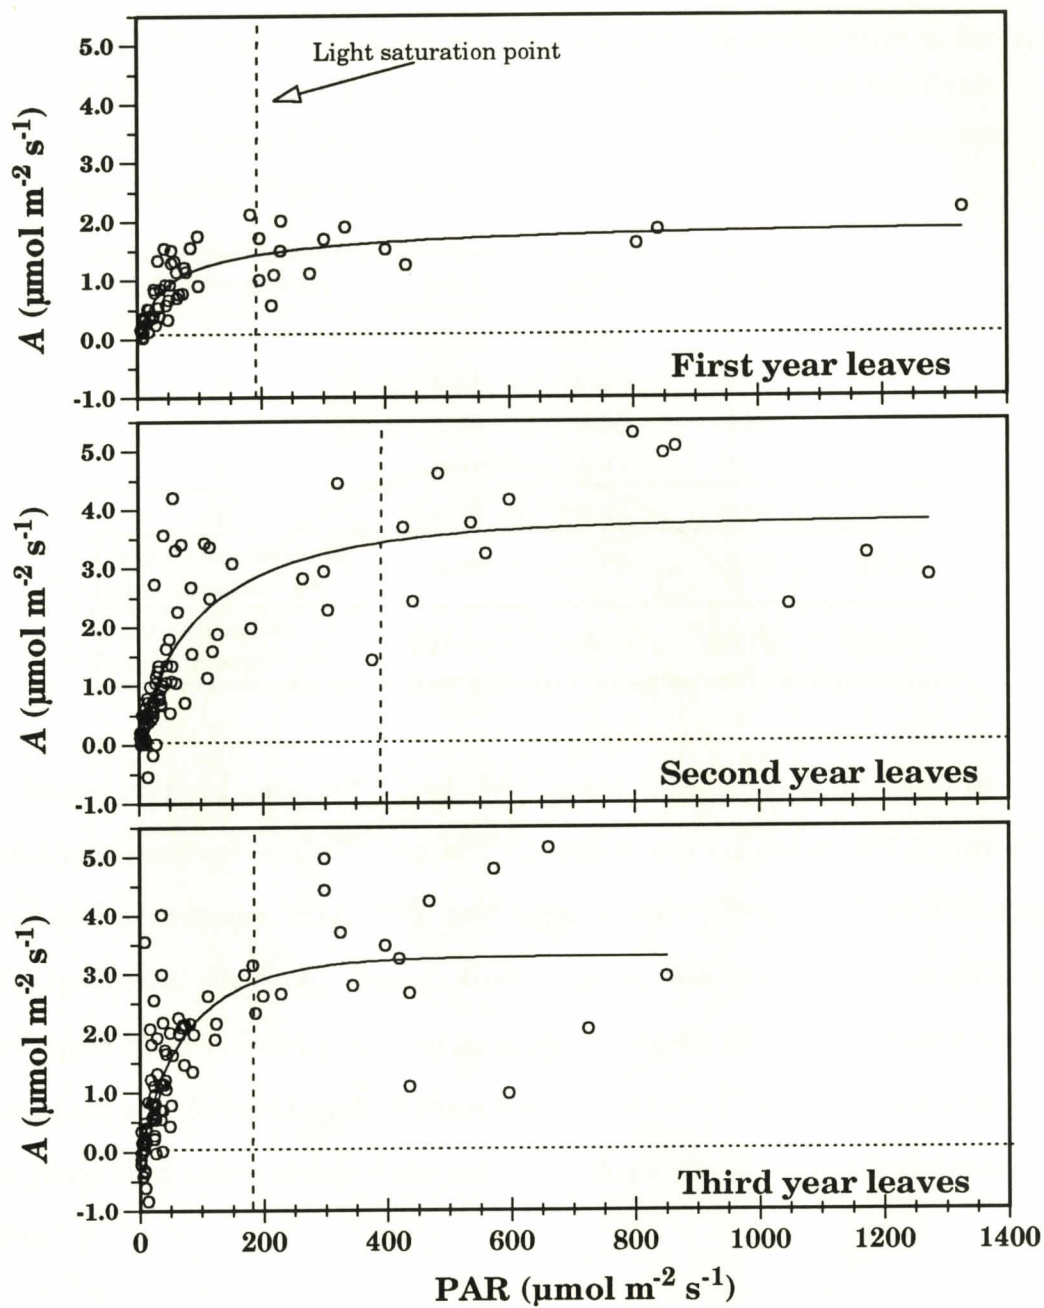 5.0
Light saturation point
4.0
3.0
2.0
1.0
0.0
-1.0
A (µmol m-2 s-1)
First year leaves
5.0
4.0
3.0
2.0
1.0
0.0
-1.0
A (µmol m-2 s-1)
Second year leaves
5.0
4.0
3.0
2.0
1.0
0.0
-1.0
A (µmol m-2 s-1)
Third year leaves
0 200 400 600 800 1000 1200 1400
PAR (µmol m-2 s-1)